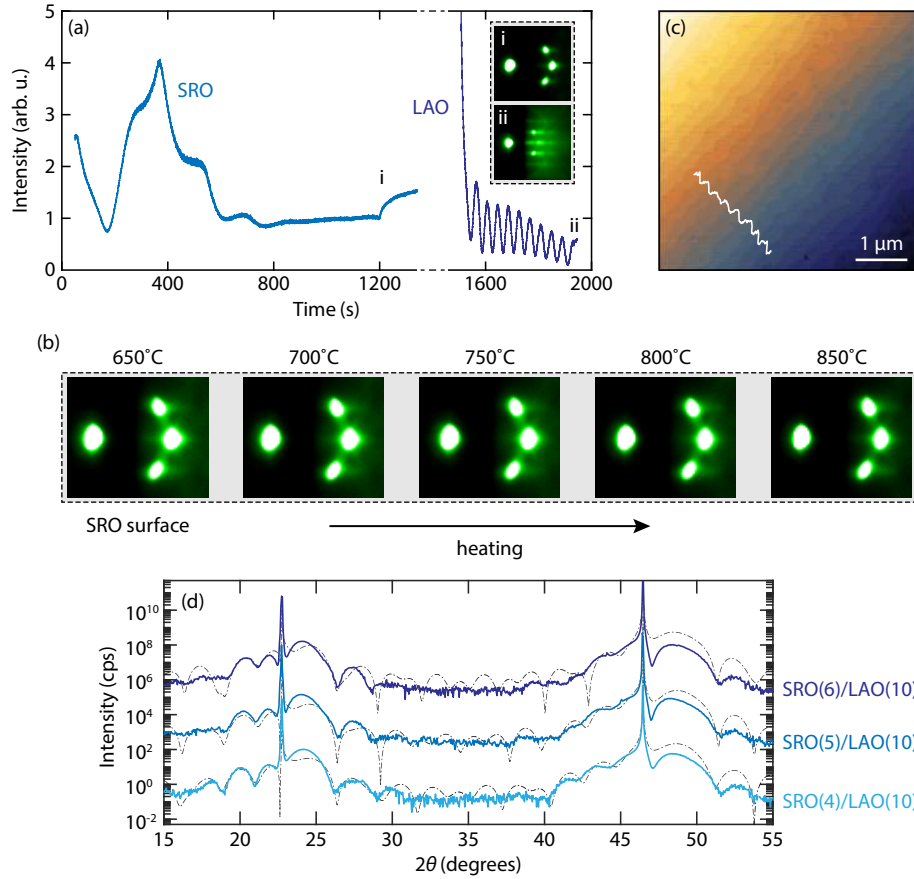 (a)
5
4
3
2
1
0
Intensity (arb. u.)
SRO
LAO
i
ii
i
ii
0
400
800
1200
1600
2000
Time (s)
(c)
1 μm
(b)
650˚C
700˚C
750˚C
800˚C
850˚C
SRO surface
heating
(d)
10¹⁰
10⁸
10⁶
10⁴
10²
10⁰
10⁻²
Intensity (cps)
SRO(6)/LAO(10)
SRO(5)/LAO(10)
SRO(4)/LAO(10)
15
20
25
30
35
40
45
50
55
2θ (degrees)